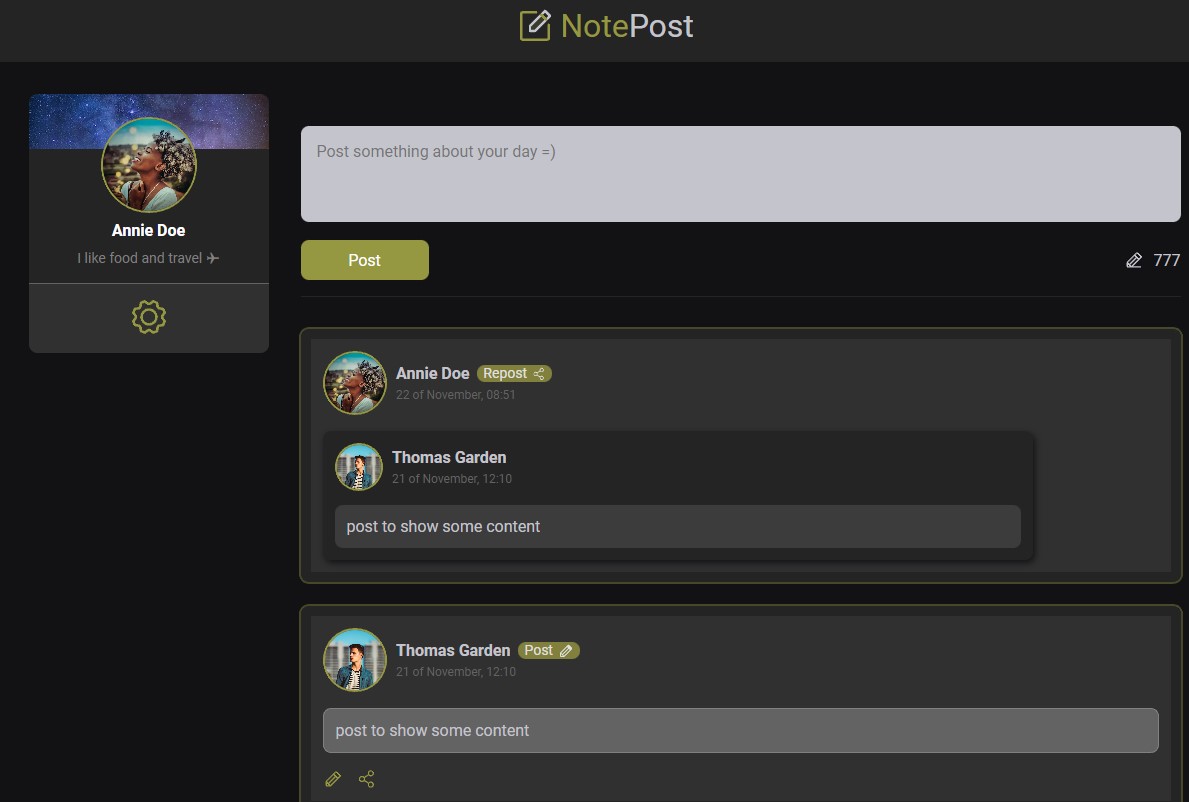 NotePost
Annie Doe
I like food and travel ✈
Post something about your day =)
Post
777
Annie Doe Repost
22 of November, 08:51
Thomas Garden
21 of November, 12:10
post to show some content
Thomas Garden Post
21 of November, 12:10
post to show some content